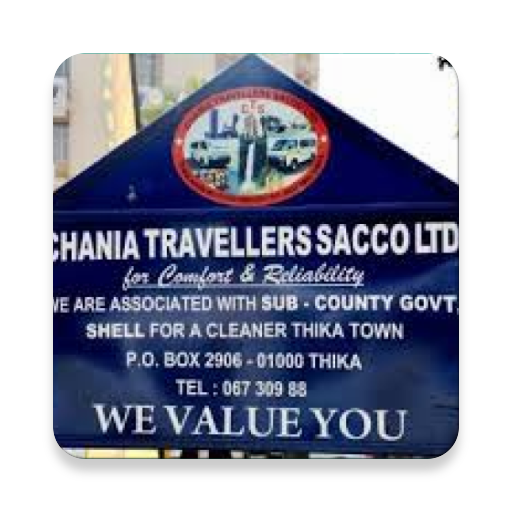 C.T.S
CHANIA TRAVELLERS SACCO LTD
for Comfort & Reliability
WE ARE ASSOCIATED WITH SUB - COUNTY GOVT,
SHELL FOR A CLEANER THIKA TOWN
P.O. BOX 2906 - 01000 THIKA
TEL : 067 309 88
WE VALUE YOU